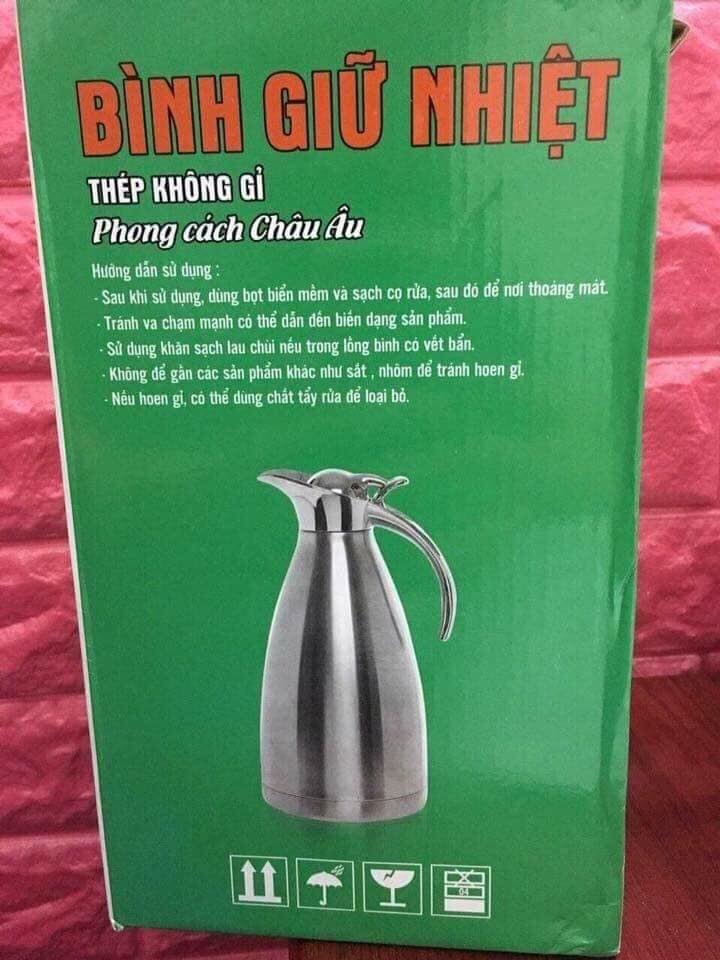 BÌNH GIỮ NHIỆT
THÉP KHÔNG GỈ
Phong cách Châu Âu
Hướng dẫn sử dụng :
- Sau khi sử dụng, dùng bọt biển mềm và sạch cọ rửa, sau đó để nơi thoáng mát.
- Tránh va chạm mạnh có thể dẫn đến biến dạng sản phẩm.
- Sử dụng khăn sạch lau chùi nếu trong lòng bình có vết bẩn.
- Không để gần các sản phẩm khác như sắt , nhôm để tránh hoen gỉ.
- Nếu hoen gỉ, có thể dùng chất tẩy rửa để loại bỏ.
04